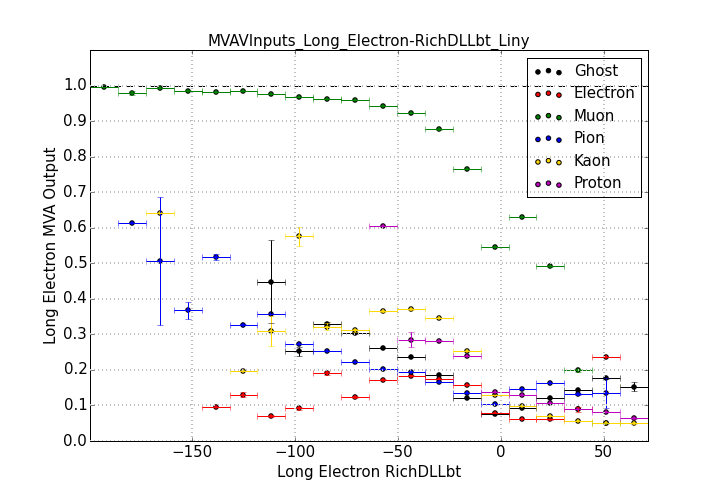 MVAVInputs_Long_Electron-RichDLLbt_Liny
Ghost
Electron
Muon
Pion
Kaon
Proton
Long Electron MVA Output
1.0
0.9
0.8
0.7
0.6
0.5
0.4
0.3
0.2
0.1
0.0
−150 −100 −50 0 50
Long Electron RichDLLbt